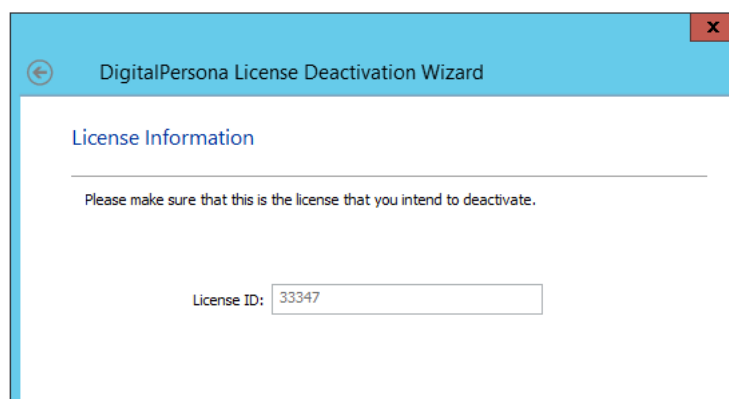 x
DigitalPersona License Deactivation Wizard
License Information
Please make sure that this is the license that you intend to deactivate.
License ID: 33347